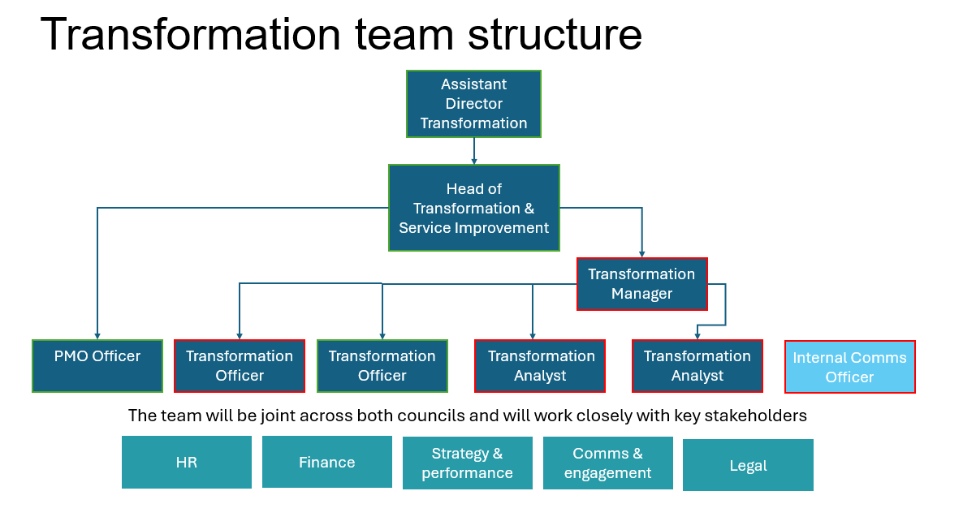 Transformation team structure
Assistant
Director
Transformation
Head of
Transformation &
Service Improvement
Transformation
Manager
PMO Officer
Transformation
Officer
Transformation
Officer
Transformation
Analyst
Transformation
Analyst
Internal Comms
Officer
The team will be joint across both councils and will work closely with key stakeholders
HR
Finance
Strategy &
performance
Comms &
engagement
Legal